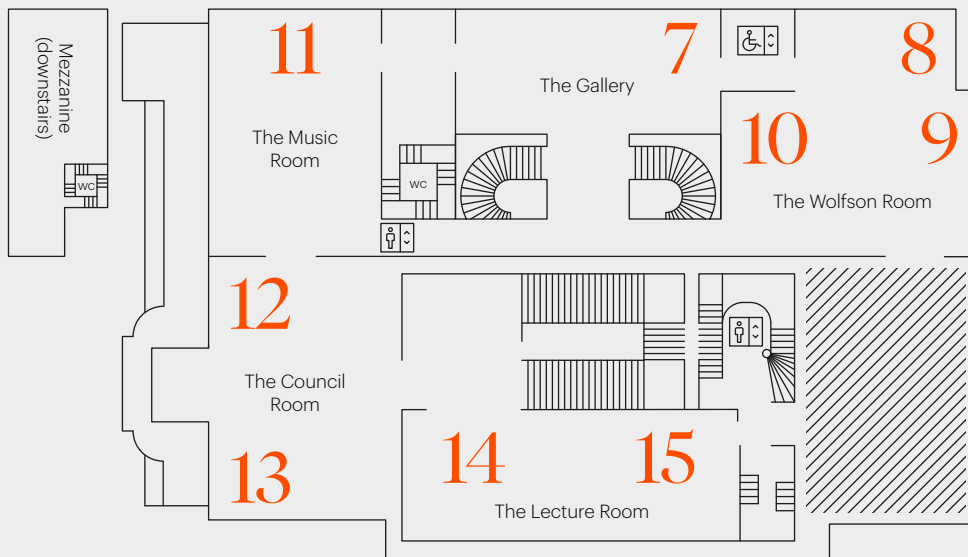 Mezzanine
(downstairs)
WC
11
The Music
Room
WC
7
The Gallery
8
9
10
The Wolfson Room
12
The Council
Room
13
14
15
The Lecture Room